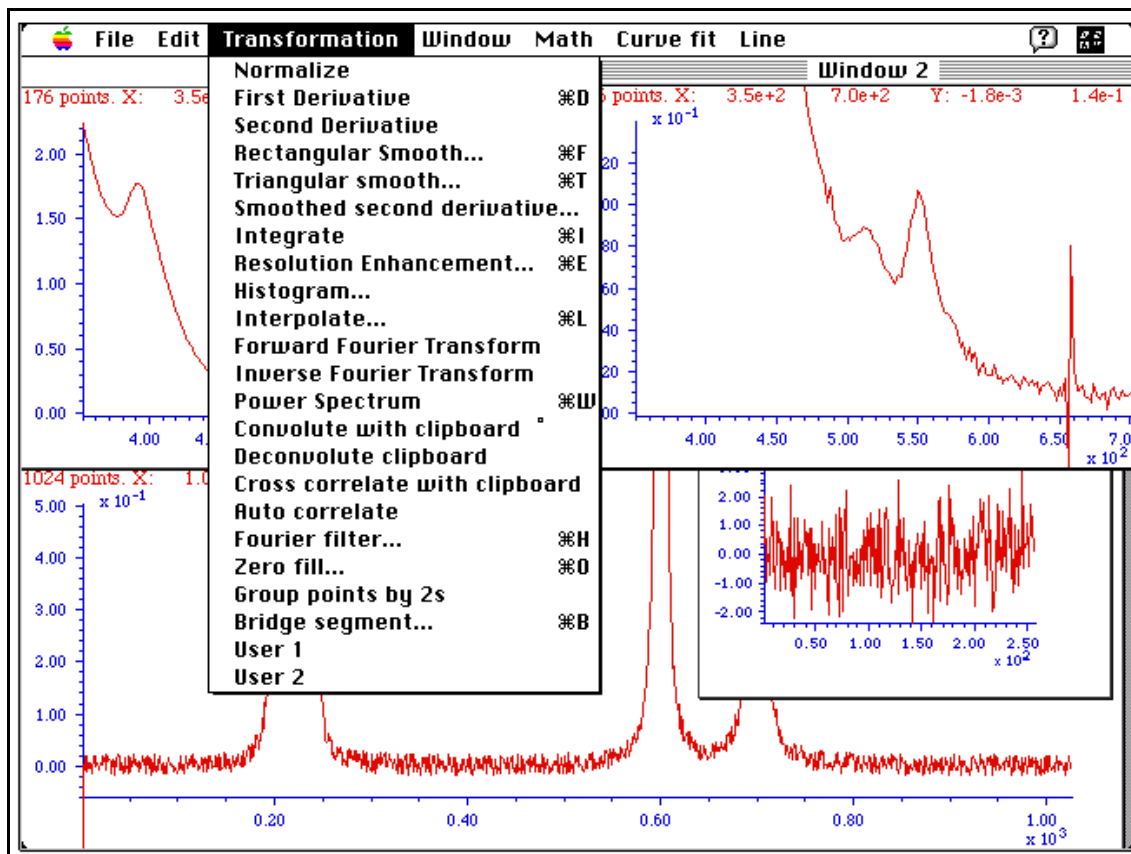 File Edit Transformation Window Math Curve fit Line
Normalize
First Derivative ⌘D
Second Derivative
Rectangular Smooth... ⌘F
Triangular smooth... ⌘T
Smoothed second derivative...
Integrate ⌘I
Resolution Enhancement... ⌘E
Histogram...
Interpolate... ⌘L
Forward Fourier Transform
Inverse Fourier Transform
Power Spectrum ⌘W
Convolute with clipboard
Deconvolute clipboard
Cross correlate with clipboard
Auto correlate
Fourier filter... ⌘H
Zero fill... ⌘O
Group points by 2s
Bridge segment... ⌘B
User 1
User 2
176 points. X: 3.5e
2.00
1.50
1.00
0.50
0.00
4.00 4.
Window 2
points. X: 3.5e+2 7.0e+2 Y: -1.8e-3 1.4e-1
x 10-1
20
00
80
60
40
20
00
4.00 4.50 5.00 5.50 6.00 6.50 7.0
x 102
1024 points. X: 1.0
x 10-1
5.00
4.00
3.00
2.00
1.00
0.00
0.20 0.40 0.60 0.80 1.00
x 103
2.00
1.00
0.00
-1.00
-2.00
0.50 1.00 1.50 2.00 2.50
x 102